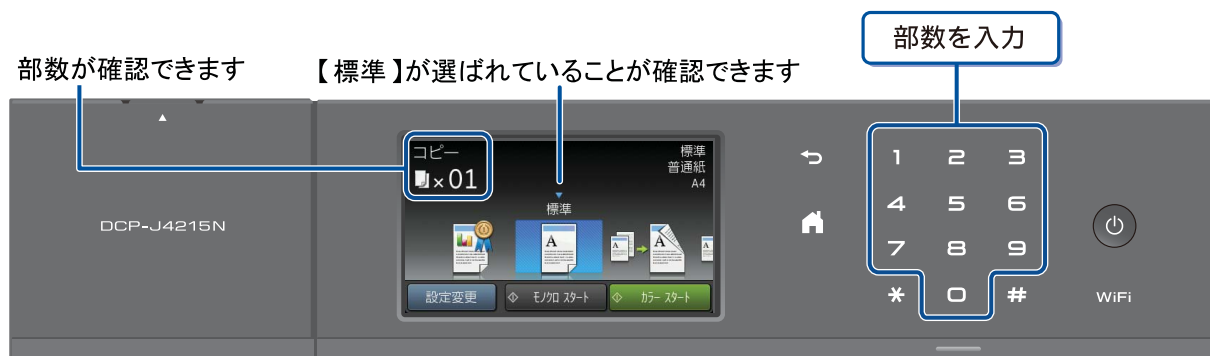 部数を入力
部数が確認できます
【標準】が選ばれていることが確認できます
DCP-J4215N
コピー
×01
標準
普通紙
A4
標準
A
A
A
設定変更
モノクロ スタート
カラー スタート
1 2 3
4 5 6
7 8 9
* 0 #
WiFi